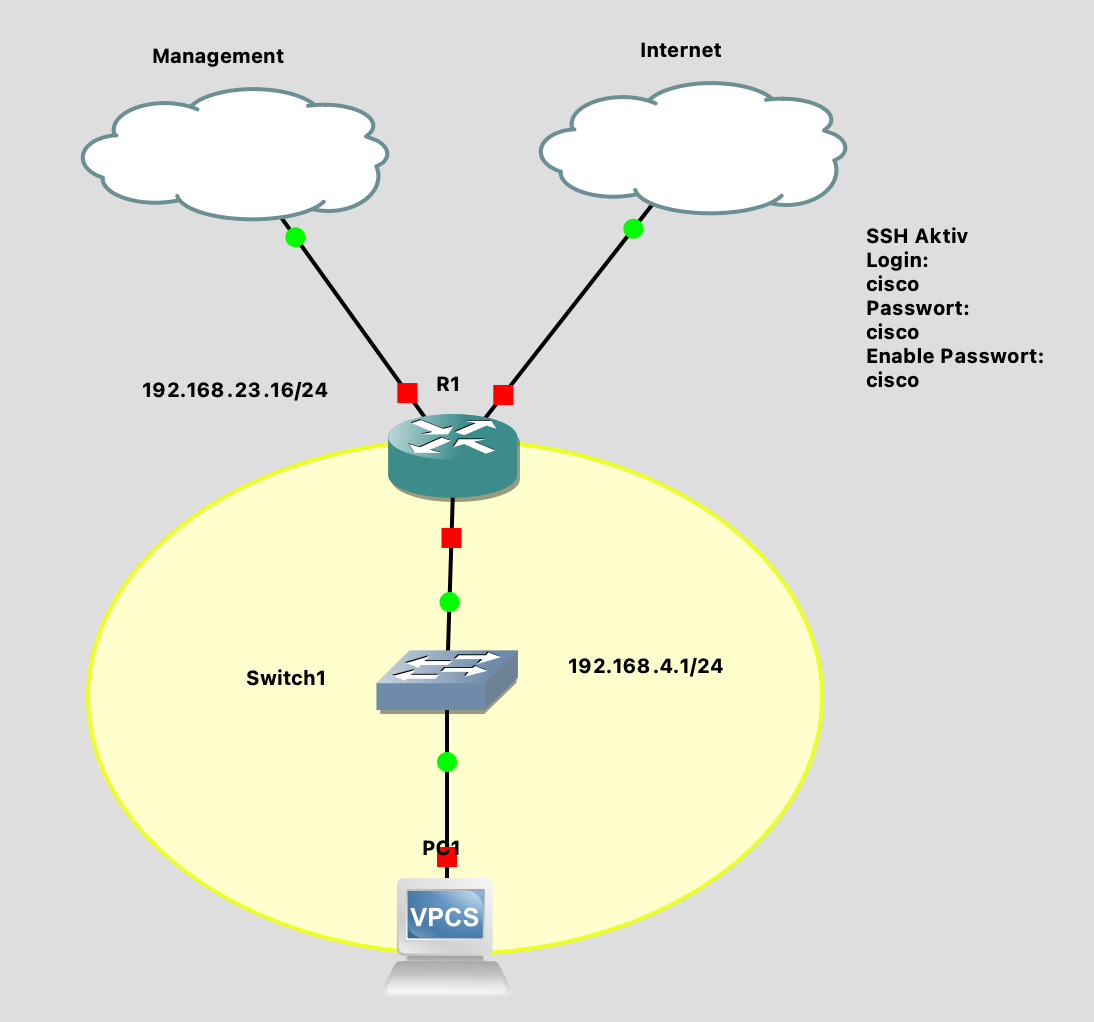 Management
Internet
SSH Aktiv
Login:
cisco
Passwort:
cisco
Enable Passwort:
cisco
R1
192.168.23.16/24
192.168.4.1/24
Switch1
PC1
VPCS